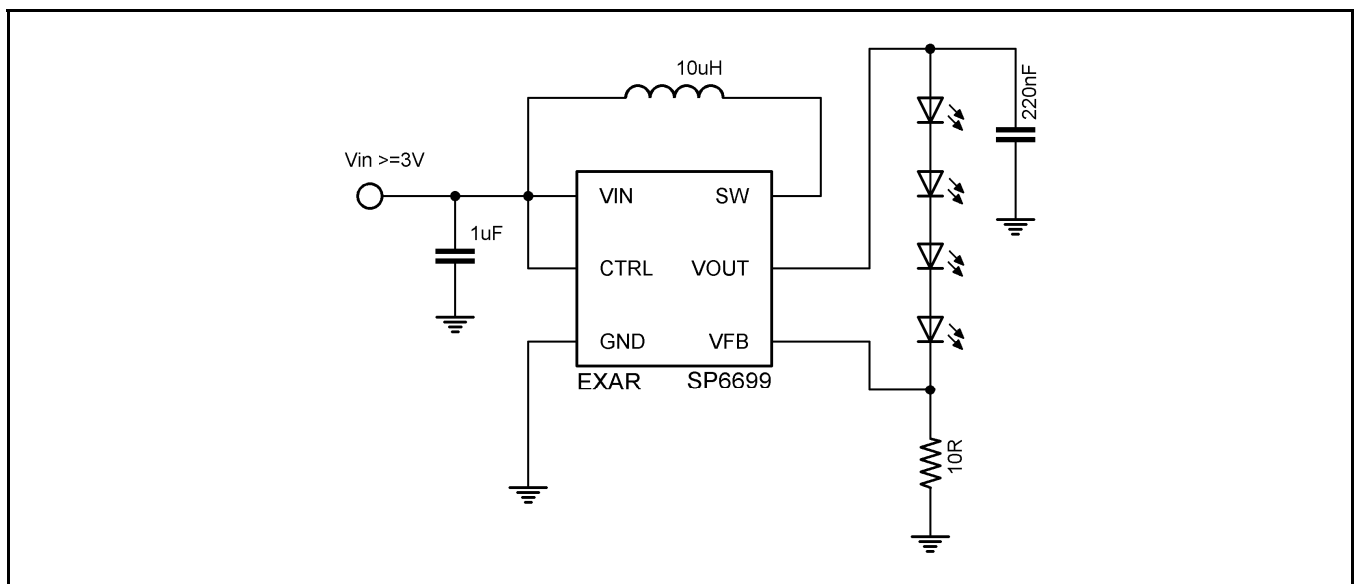 10uH
220nF
Vin >=3V
VIN
SW
1uF
CTRL
VOUT
GND
VFB
EXAR
SP6699
10R